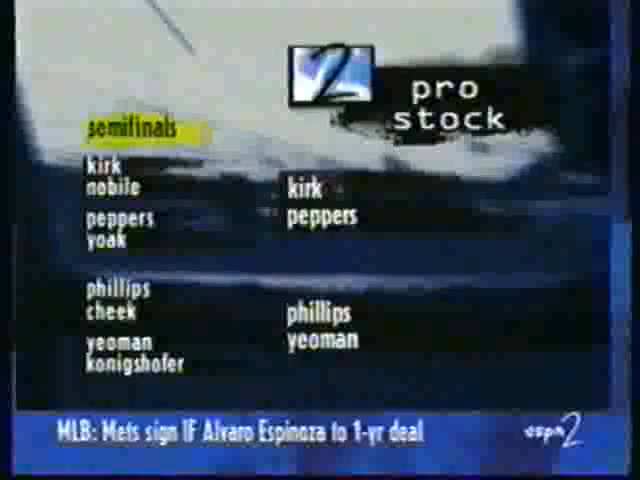 2
pro
stock
semifinals
kirk
nobile
peppers
yoak
phillips
cheek
yeoman
konigshofer
kirk
peppers
phillips
yeoman
MLB: Mets sign IF Alvaro Espinoza to 1-yr deal
espn2